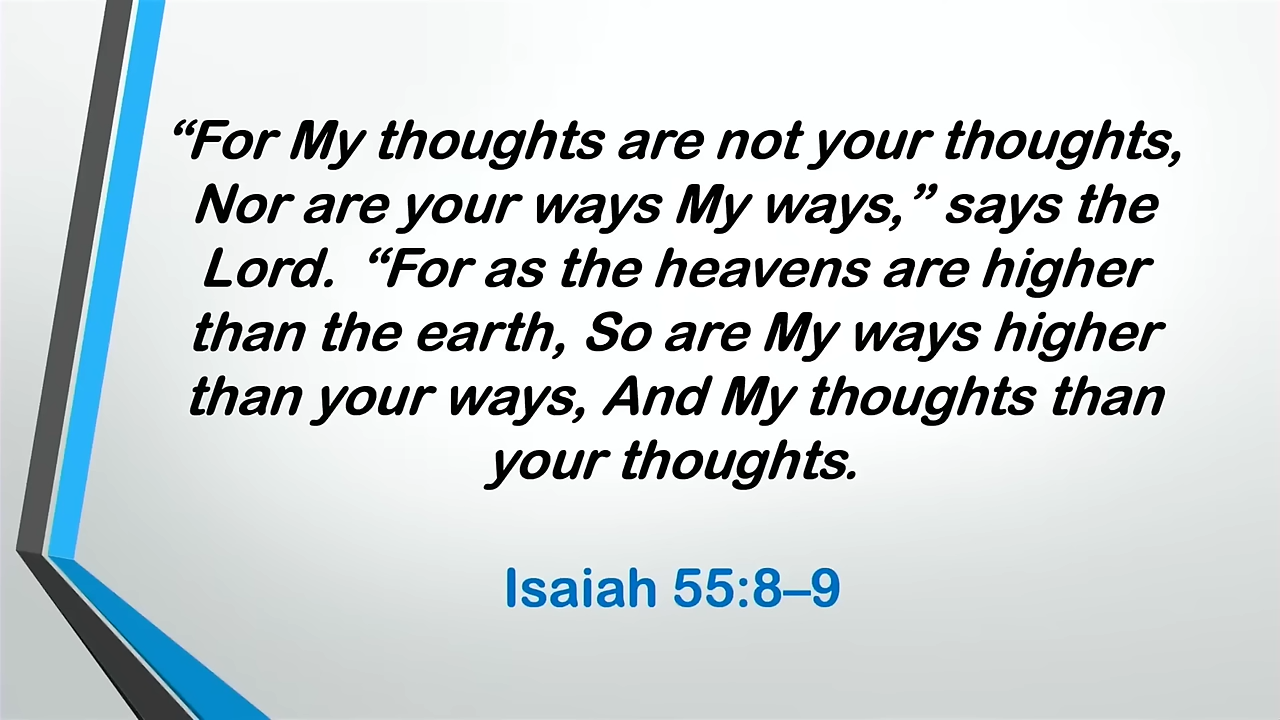 “For My thoughts are not your thoughts,
Nor are your ways My ways,” says the
Lord.  “For as the heavens are higher
than the earth, So are My ways higher
than your ways, And My thoughts than
your thoughts.
Isaiah 55:8–9